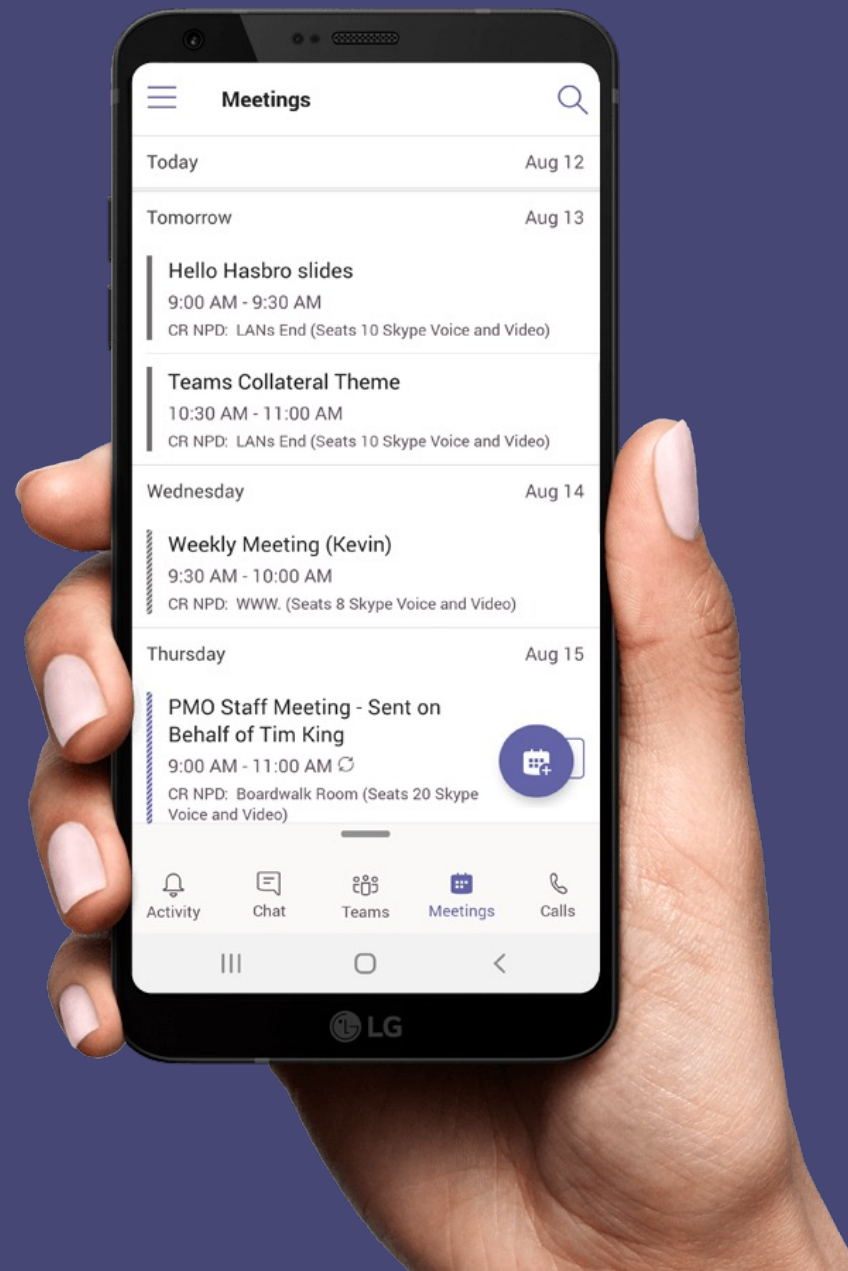 Meetings
Today Aug 12
Tomorrow Aug 13
Hello Hasbro slides
9:00 AM - 9:30 AM
CR NPD: LANs End (Seats 10 Skype Voice and Video)
Teams Collateral Theme
10:30 AM - 11:00 AM
CR NPD: LANs End (Seats 10 Skype Voice and Video)
Wednesday Aug 14
Weekly Meeting (Kevin)
9:30 AM - 10:00 AM
CR NPD: WWW. (Seats 8 Skype Voice and Video)
Thursday Aug 15
PMO Staff Meeting - Sent on
Behalf of Tim King
9:00 AM - 11:00 AM
CR NPD: Boardwalk Room (Seats 20 Skype
Voice and Video)
Activity Chat Teams Meetings Calls
LG